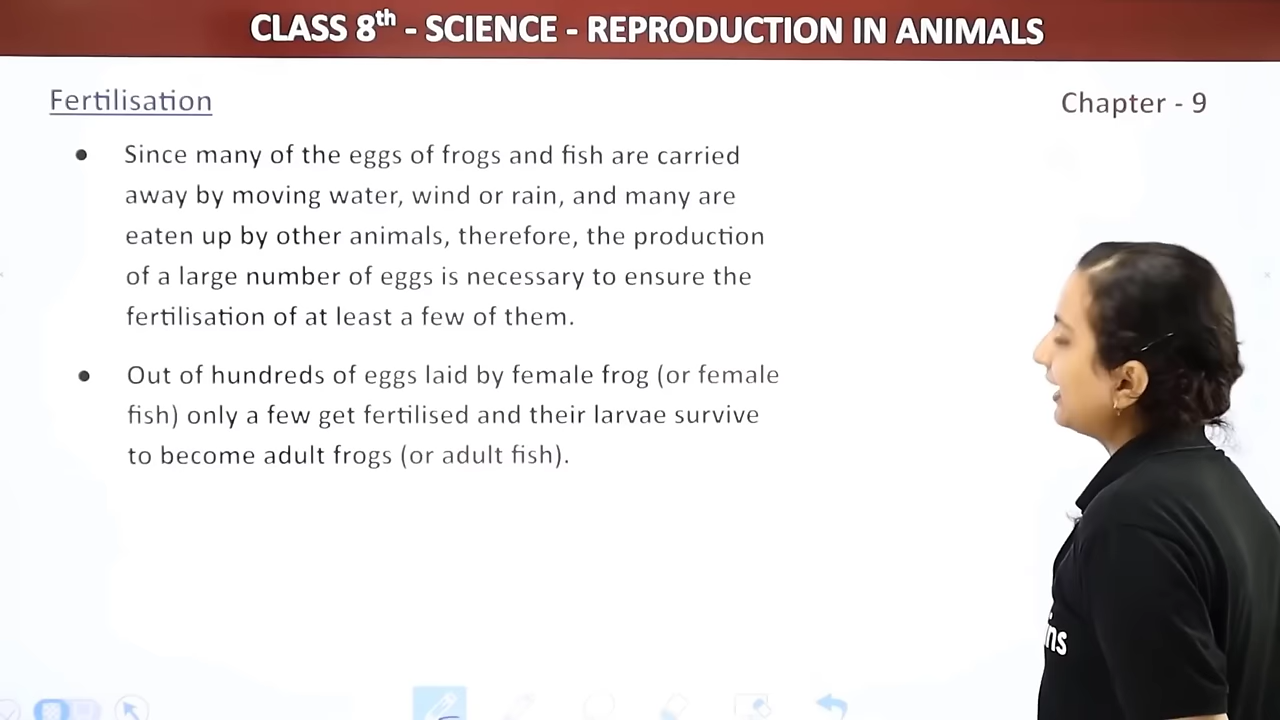 CLASS 8th - SCIENCE - REPRODUCTION IN ANIMALS
Fertilisation
Chapter - 9
● Since many of the eggs of frogs and fish are carried
away by moving water, wind or rain, and many are
eaten up by other animals, therefore, the production
of a large number of eggs is necessary to ensure the
fertilisation of at least a few of them.
● Out of hundreds of eggs laid by female frog (or female
fish) only a few get fertilised and their larvae survive
to become adult frogs (or adult fish).